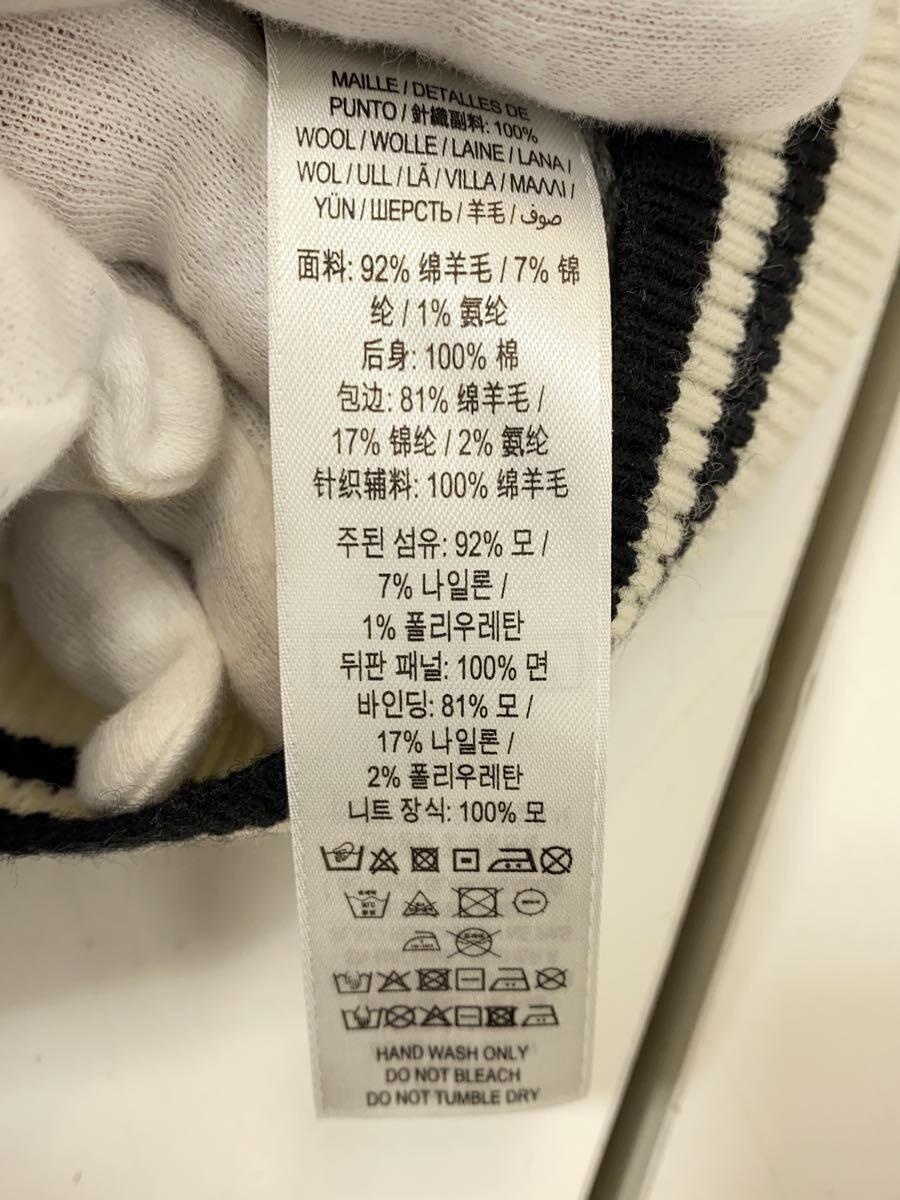 MAILLE / DETALLES DE
PUNTO / 針織副料: 100%
WOOL / WOLLE / LAINE / LANA /
WOL / ULL / LÃ / VILLA / ΜΑΛΛΙ /
YÜN / ШЕРСТЬ / 羊毛 / صوف
面料: 92% 绵羊毛 / 7% 锦
纶 / 1% 氨纶
后身: 100% 棉
包边: 81% 绵羊毛 /
17% 锦纶 / 2% 氨纶
针织辅料: 100% 绵羊毛
주된 섬유: 92% 모 /
7% 나일론 /
1% 폴리우레탄
뒤판 패널: 100% 면
바인딩: 81% 모 /
17% 나일론 /
2% 폴리우레탄
니트 장식: 100% 모
HAND WASH ONLY
DO NOT BLEACH
DO NOT TUMBLE DRY